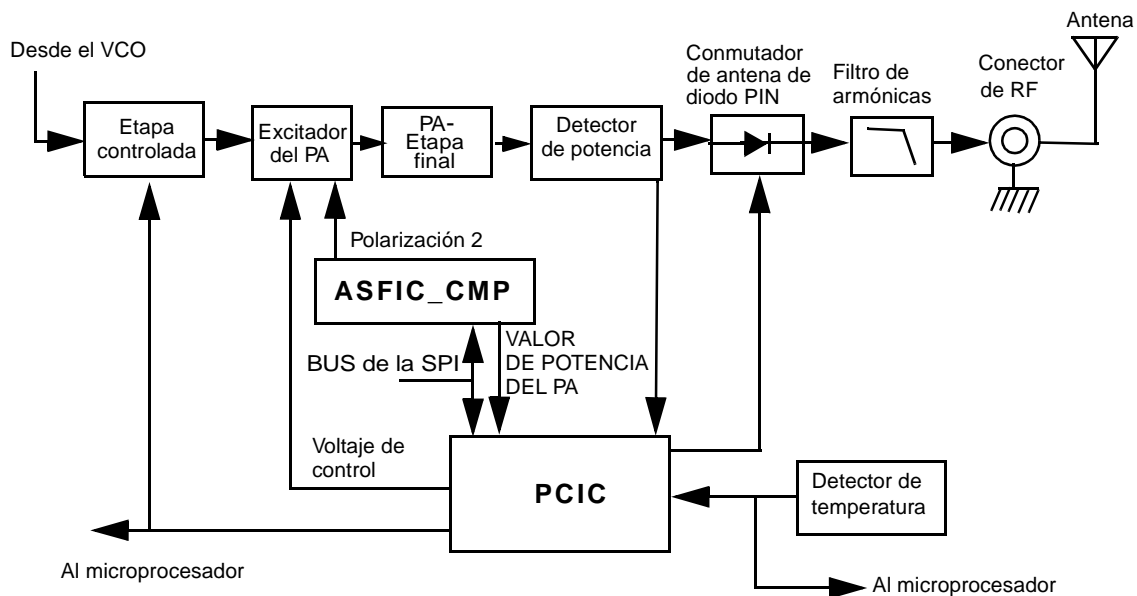 Antena
Desde el VCO
Conmutador
de antena de
diodo PIN
Filtro de
armónicas
Conector
de RF
Etapa
controlada
Excitador
del PA
PA-
Etapa
final
Detector
de potencia
Polarización 2
ASFIC_CMP
BUS de la SPI
VALOR
DE POTENCIA
DEL PA
Voltaje de
control
PCIC
Detector de
temperatura
Al microprocesador
Al microprocesador